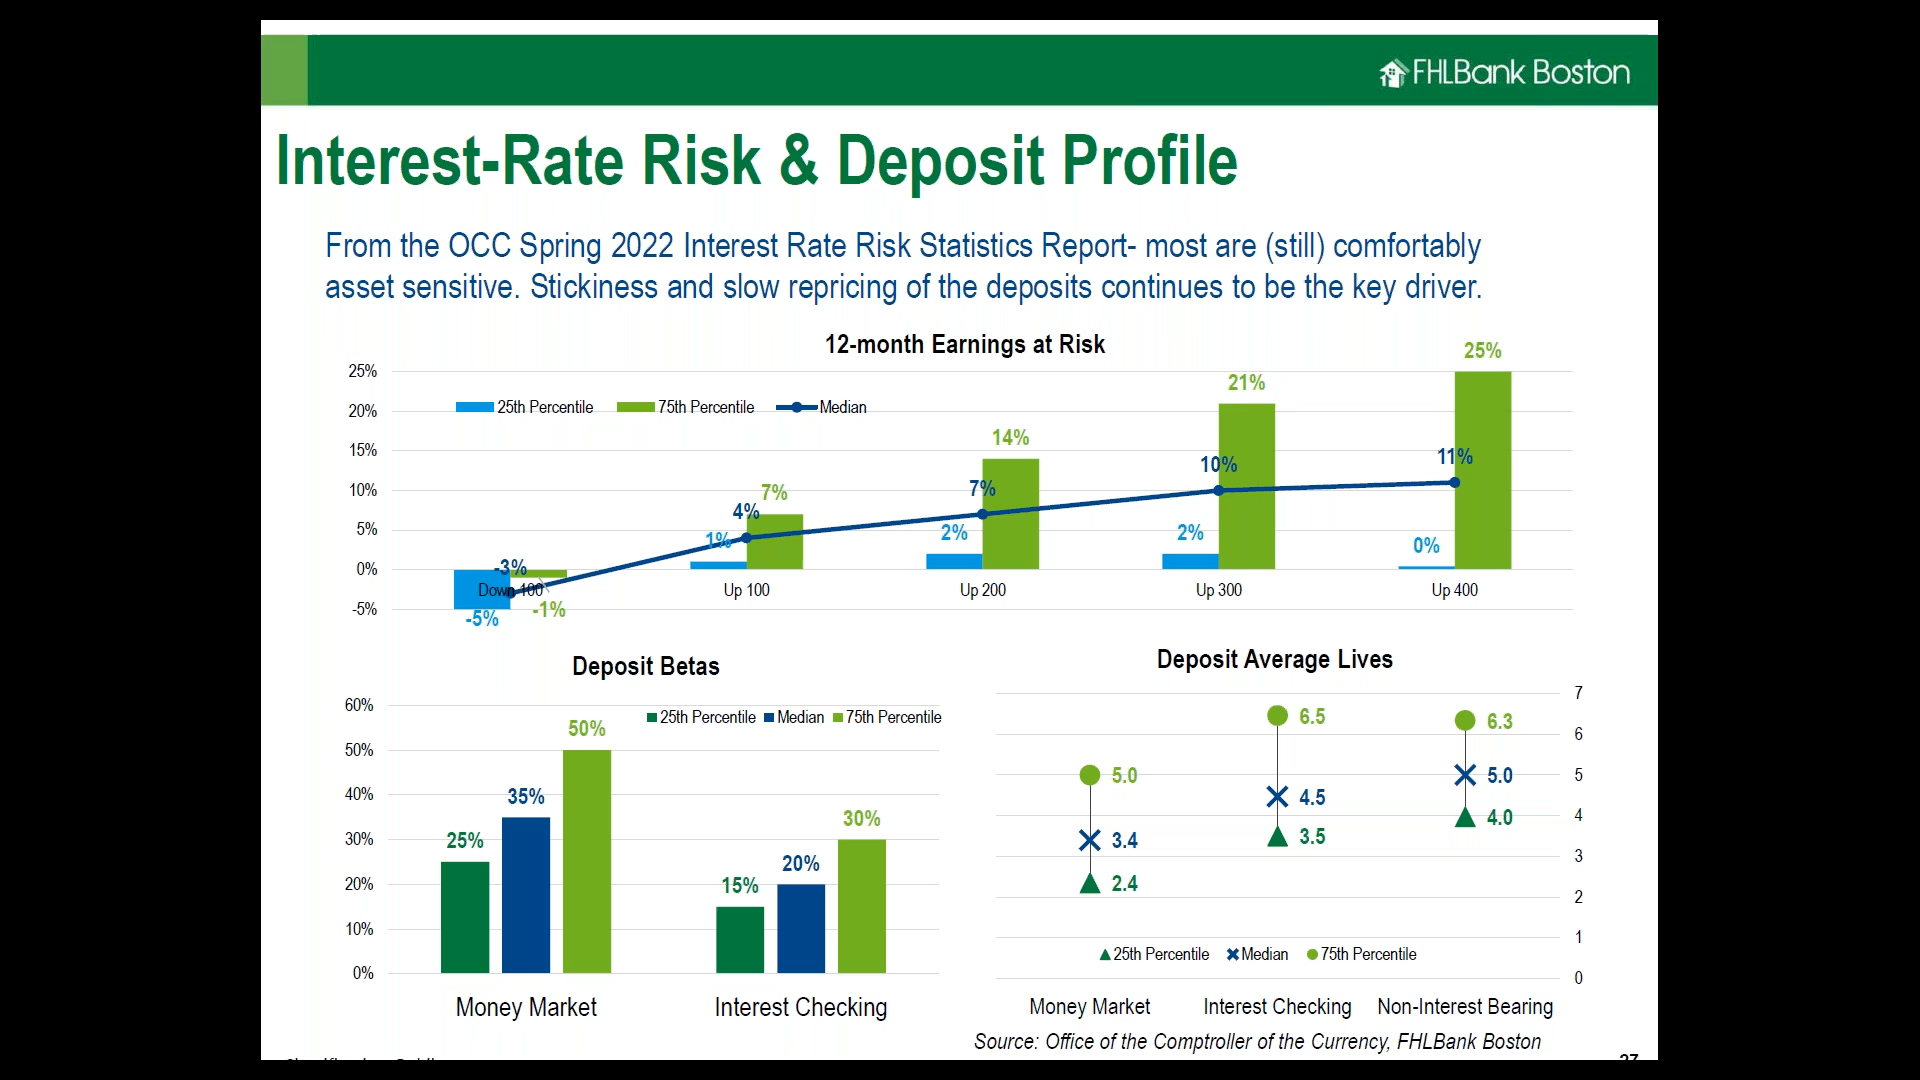 FHLBank Boston
Interest-Rate Risk & Deposit Profile
From the OCC Spring 2022 Interest Rate Risk Statistics Report- most are (still) comfortably
asset sensitive. Stickiness and slow repricing of the deposits continues to be the key driver.
12-month Earnings at Risk
25%
20%
15%
10%
5%
0%
-5%
25th Percentile 75th Percentile Median
-5% -3% -1%
1% 4% 7%
2% 7% 14%
2% 10% 21%
0% 11% 25%
Down 100 Up 100 Up 200 Up 300 Up 400
Deposit Betas
60%
50%
40%
30%
20%
10%
0%
25th Percentile Median 75th Percentile
25% 35% 50%
15% 20% 30%
Money Market Interest Checking
Deposit Average Lives
7
6
5
4
3
2
1
0
5.0 3.4 2.4
6.5 4.5 3.5
6.3 5.0 4.0
25th Percentile Median 75th Percentile
Money Market Interest Checking Non-Interest Bearing
Source: Office of the Comptroller of the Currency, FHLBank Boston